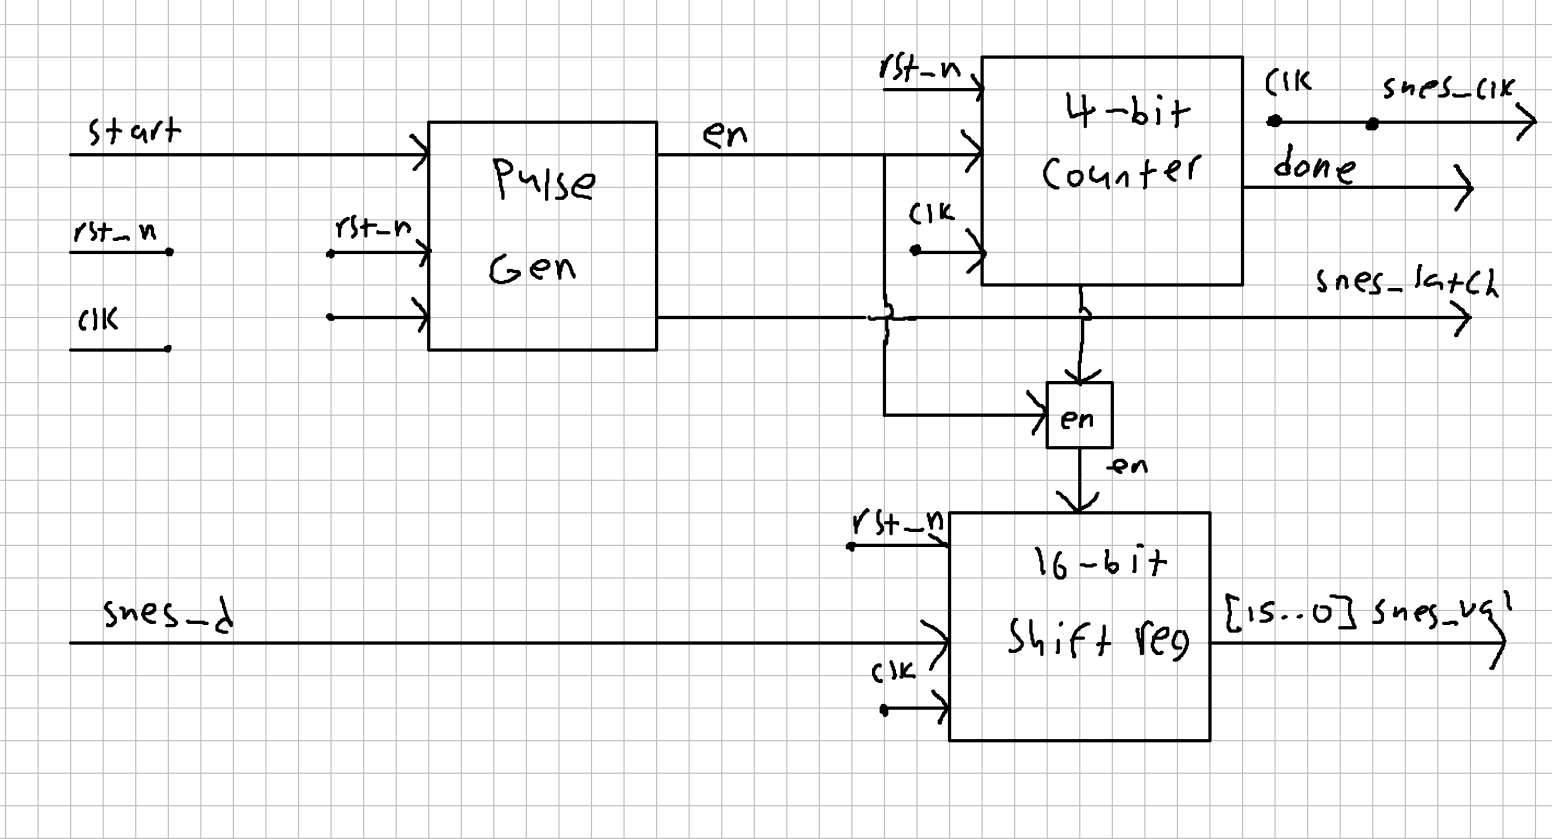 start
rst_n
clk
rst_n
Pulse
Gen
en
rst_n
clk
4-bit
Counter
clk
snes_clk
done
snes_latch
en
en
snes_d
rst_n
clk
16-bit
Shift reg
[15..0] snes_val